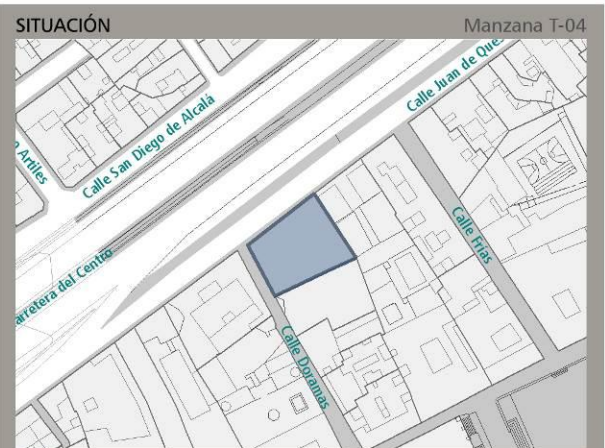 SITUACIÓN
Manzana T-04
Calle Juan de Ques
Calle San Diego de Alcalá
o Artiles
Calle Frías
arretera del Centro
Calle Doramas